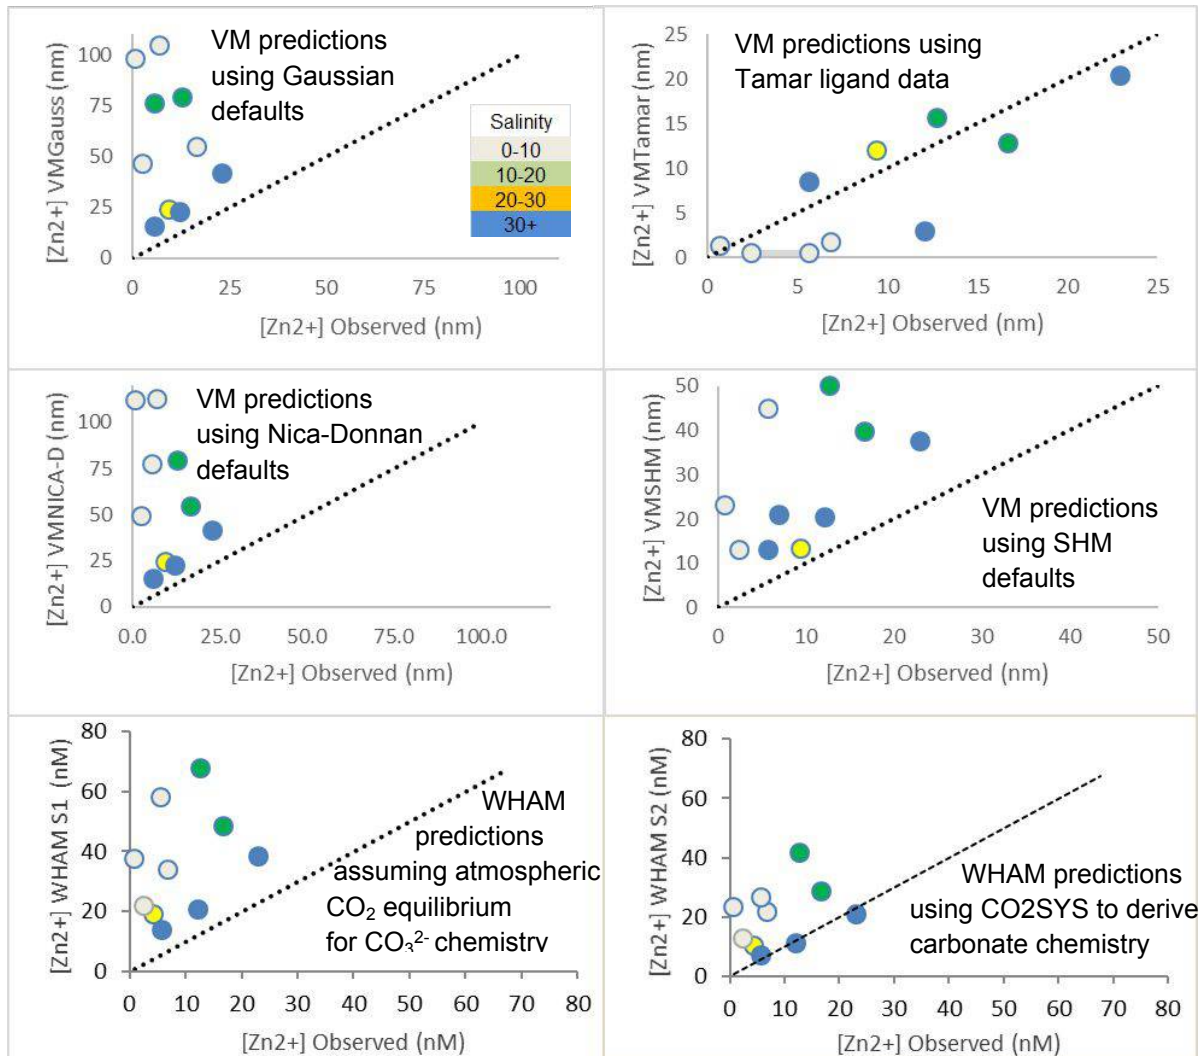 VM predictions
using Gaussian
defaults
[Zn2+] VMGauss (nm)
100
75
50
25
0
0 25 50 75 100
[Zn2+] Observed (nm)
Salinity
0-10
10-20
20-30
30+
VM predictions using
Tamar ligand data
[Zn2+] VMTamar (nm)
25
20
15
10
5
0
0 5 10 15 20 25
[Zn2+] Observed (nm)
VM predictions
using Nica-Donnan
defaults
[Zn2+] VMNICA-D (nm)
100
75
50
25
0
0.0 25.0 50.0 75.0 100.0
[Zn2+] Observed (nm)
[Zn2+] VMSHM (nm)
50
40
30
20
10
0
VM predictions
using SHM
defaults
0 10 20 30 40 50
[Zn2+] Observed (nm)
[Zn2+] WHAM S1 (nM)
80
60
40
20
0
WHAM
predictions
assuming atmospheric
CO₂ equilibrium
for CO₃²⁻ chemistry
0 10 20 30 40 50 60 70 80
[Zn2+] Observed (nM)
[Zn2+] WHAM S2 (nM)
80
60
40
20
0
WHAM predictions
using CO2SYS to derive
carbonate chemistry
0 10 20 30 40 50 60 70 80
[Zn2+] Observed (nM)